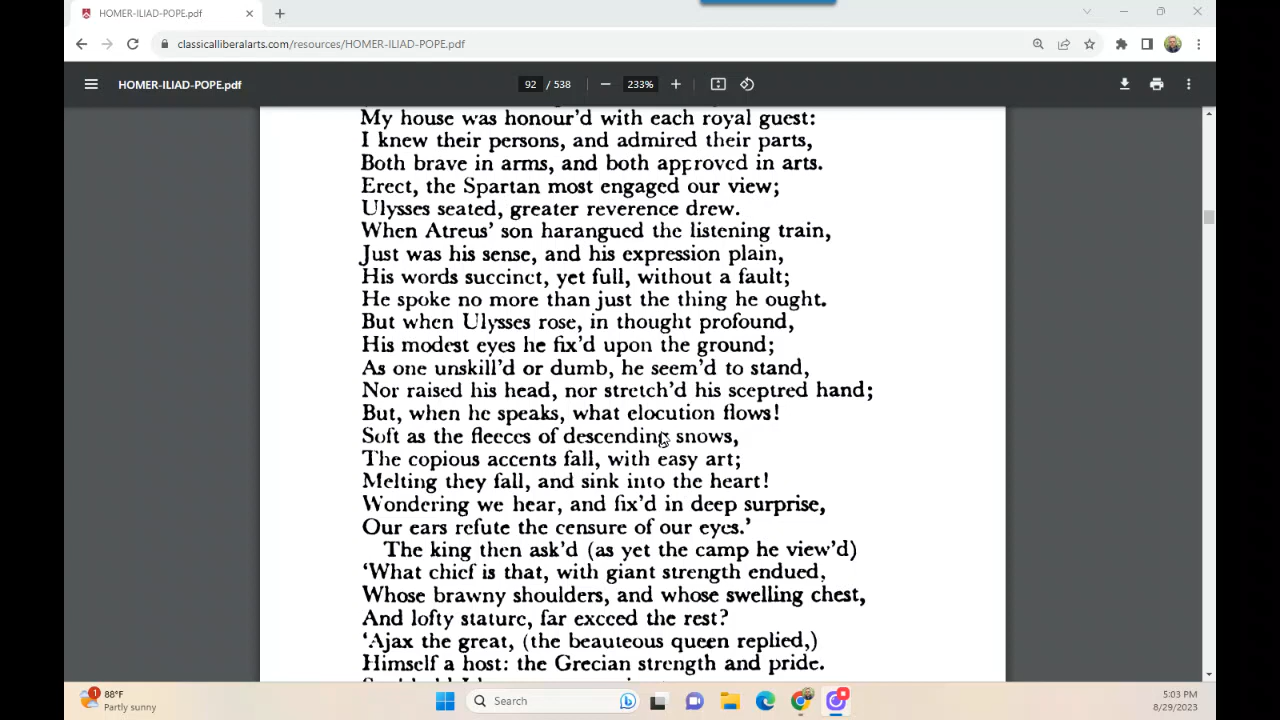 HOMER-ILIAD-POPE.pdf
classicalliberalarts.com/resources/HOMER-ILIAD-POPE.pdf
HOMER-ILIAD-POPE.pdf
92 / 538
233%
My house was honour'd with each royal guest:
I knew their persons, and admired their parts,
Both brave in arms, and both approved in arts.
Erect, the Spartan most engaged our view;
Ulysses seated, greater reverence drew.
When Atreus' son harangued the listening train,
Just was his sense, and his expression plain,
His words succinct, yet full, without a fault;
He spoke no more than just the thing he ought.
But when Ulysses rose, in thought profound,
His modest eyes he fix'd upon the ground;
As one unskill'd or dumb, he seem'd to stand,
Nor raised his head, nor stretch'd his sceptred hand;
But, when he speaks, what elocution flows!
Soft as the fleeces of descending snows,
The copious accents fall, with easy art;
Melting they fall, and sink into the heart!
Wondering we hear, and fix'd in deep surprise,
Our ears refute the censure of our eyes.'
The king then ask'd (as yet the camp he view'd)
'What chief is that, with giant strength endued,
Whose brawny shoulders, and whose swelling chest,
And lofty stature, far exceed the rest?
'Ajax the great, (the beauteous queen replied,)
Himself a host: the Grecian strength and pride.
1
88°F
Partly sunny
Search
5:03 PM
8/29/2023